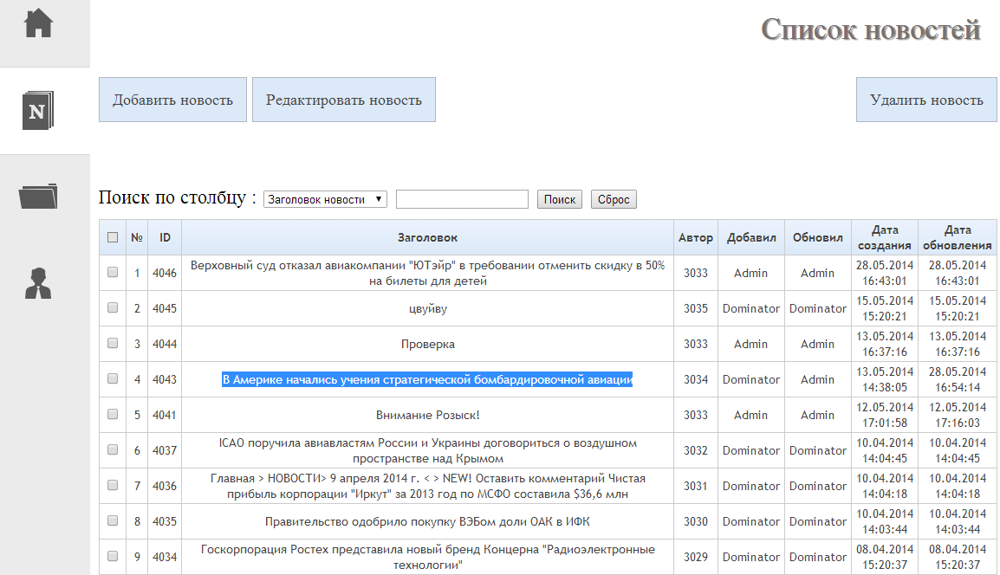 Список новостей
N
Добавить новость Редактировать новость Удалить новость
Поиск по столбцу : Заголовок новости Поиск Сброс
№ ID Заголовок Автор Добавил Обновил Дата создания Дата обновления
1 4046 Верховный суд отказал авиакомпании "ЮТэйр" в требовании отменить скидку в 50% на билеты для детей 3033 Admin Admin 28.05.2014 16:43:01 28.05.2014 16:43:01
2 4045 цвуйву 3035 Dominator Dominator 15.05.2014 15:20:21 15.05.2014 15:20:21
3 4044 Проверка 3033 Admin Admin 13.05.2014 16:37:16 13.05.2014 16:37:16
4 4043 В Америке начались учения стратегической бомбардировочной авиации 3034 Dominator Admin 13.05.2014 14:38:05 28.05.2014 16:54:14
5 4041 Внимание Розыск! 3033 Admin Admin 12.05.2014 17:01:58 12.05.2014 17:16:03
6 4037 ICAO поручила авиавластям России и Украины договориться о воздушном пространстве над Крымом 3032 Dominator Dominator 10.04.2014 14:04:45 10.04.2014 14:04:45
7 4036 Главная > НОВОСТИ> 9 апреля 2014 г. < > NEW! Оставить комментарий Чистая прибыль корпорации "Иркут" за 2013 год по МСФО составила $36,6 млн 3031 Dominator Dominator 10.04.2014 14:04:18 10.04.2014 14:04:18
8 4035 Правительство одобрило покупку ВЭБом доли ОАК в ИФК 3030 Dominator Dominator 10.04.2014 14:03:44 10.04.2014 14:03:44
9 4034 Госкорпорация Ростех представила новый бренд Концерна "Радиоэлектронные технологии" 3029 Dominator Dominator 08.04.2014 15:20:37 08.04.2014 15:20:37